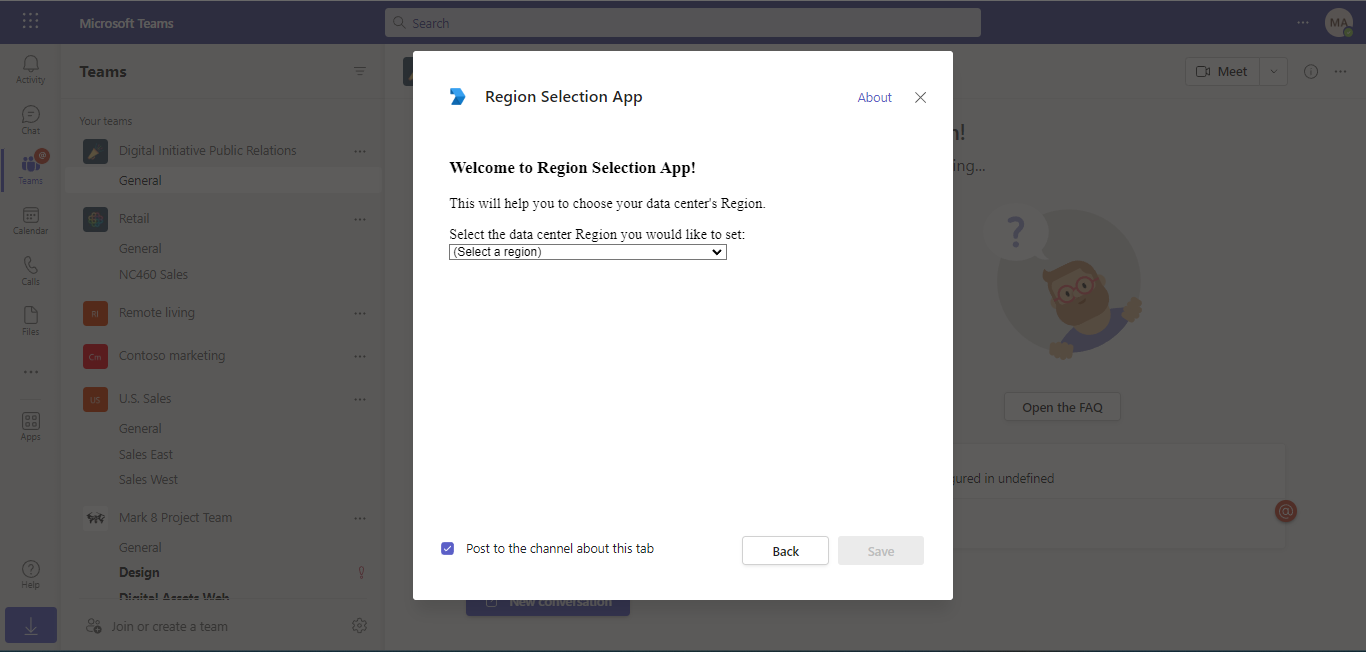 Microsoft Teams
Search
MA
Activity
Chat
Teams
Calendar
Calls
Files
Apps
Help
Teams
Your teams
Digital Initiative Public Relations
General
Retail
General
NC460 Sales
Rl
Remote living
Cm
Contoso marketing
US
U.S. Sales
General
Sales East
Sales West
Mark 8 Project Team
General
Design
Digital Assets Web
Join or create a team
Meet
n!
ing...
?
Open the FAQ
gured in undefined
@
New conversation
Region Selection App
About
Welcome to Region Selection App!
This will help you to choose your data center's Region.
Select the data center Region you would like to set:
(Select a region)
Post to the channel about this tab
Back
Save